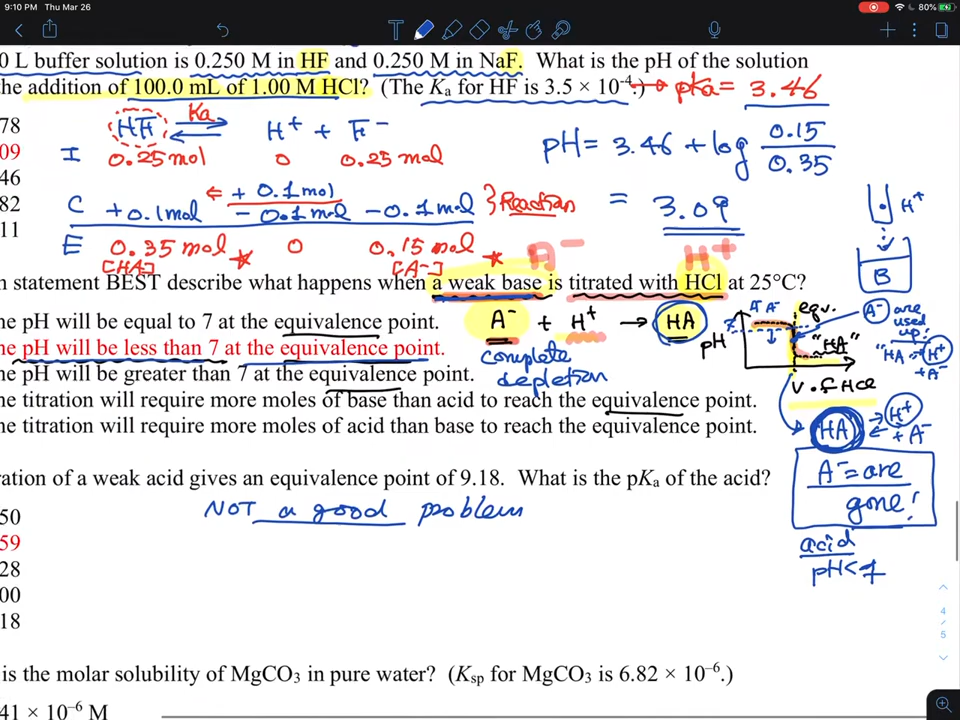 9:10 PM Thu Mar 26
80%
0 L buffer solution is 0.250 M in HF and 0.250 M in NaF. What is the pH of the solution
the addition of 100.0 mL of 1.00 M HCl? (The Ka for HF is 3.5 × 10⁻⁴.) → pKa = 3.46
78
09
46
82
11
HF Ka H⁺ + F⁻
I 0.25 mol 0 0.25 mol
+ 0.1 mol
C +0.1 mol - 0.1 mol - 0.1 mol } Reaction
E 0.35 mol 0 0.15 mol
[HA] [A-]
pH = 3.46 + log 0.15
0.35
= 3.09
H⁺
B
A⁻ H⁺
n statement BEST describe what happens when a weak base is titrated with HCl at 25°C?
ne pH will be equal to 7 at the equivalence point.
ne pH will be less than 7 at the equivalence point.
ne pH will be greater than 7 at the equivalence point.
ne titration will require more moles of base than acid to reach the equivalence point.
ne titration will require more moles of acid than base to reach the equivalence point.
A⁻ + H⁺ → HA
complete
depletion
A⁻ A⁻ equv.
pH
"HA"
V. of HCl
A⁻ are
used
up!
"HA ⇌ H⁺
+ A⁻
HA H⁺
+ A⁻
A⁻ = are
gone!
acid
pH < 7
ration of a weak acid gives an equivalence point of 9.18. What is the pKa of the acid?
NOT a good problem
50
59
28
00
18
4
/
5
is the molar solubility of MgCO₃ in pure water? (Ksp for MgCO₃ is 6.82 × 10⁻⁶.)
41 × 10⁻⁶ M